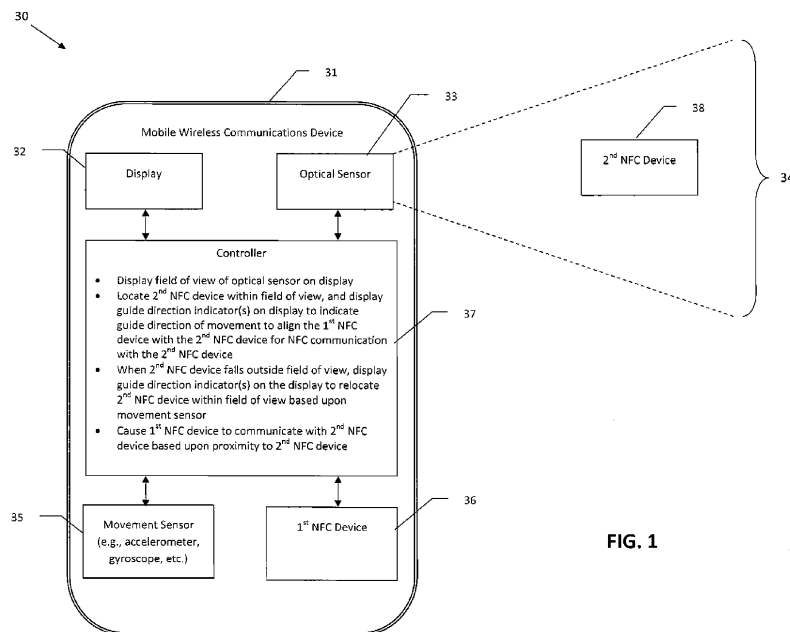 30
31
33
Mobile Wireless Communications Device
32
38
Display
Optical Sensor
2nd NFC Device
34
Controller
• Display field of view of optical sensor on display
• Locate 2nd NFC device within field of view, and display
guide direction indicator(s) on display to indicate
guide direction of movement to align the 1st NFC
device with the 2nd NFC device for NFC communication
with the 2nd NFC device
• When 2nd NFC device falls outside field of view, display
guide direction indicator(s) on the display to relocate
2nd NFC device within field of view based upon
movement sensor
• Cause 1st NFC device to communicate with 2nd NFC
device based upon proximity to 2nd NFC device
37
35
36
Movement Sensor
(e.g., accelerometer,
gyroscope, etc.)
1st NFC Device
FIG. 1